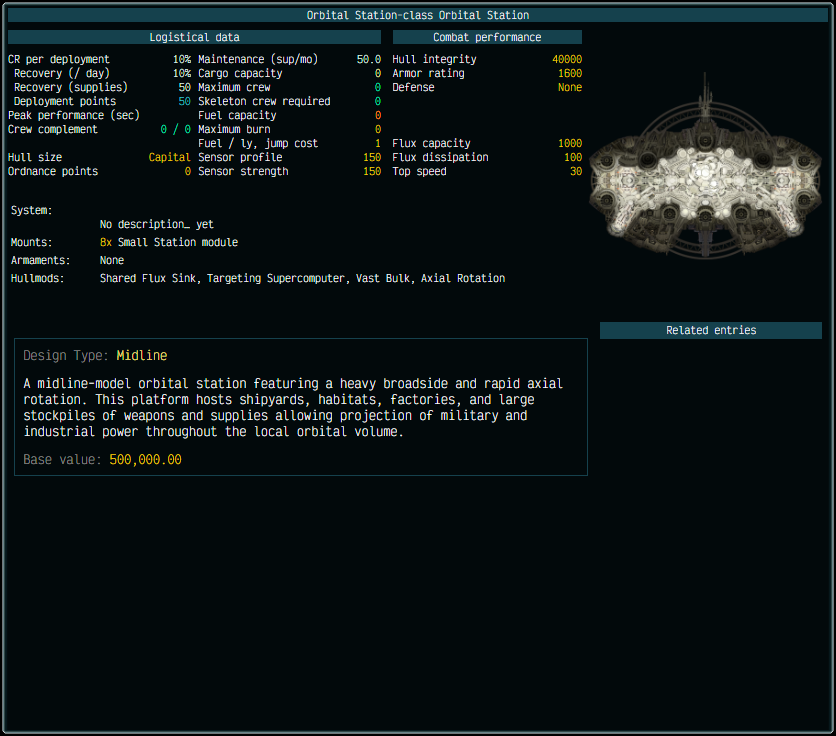 Orbital Station-class Orbital Station
Logistical data
CR per deployment 10% Maintenance (sup/mo) 50.0
Recovery (/ day) 10% Cargo capacity 0
Recovery (supplies) 50 Maximum crew 0
Deployment points 50 Skeleton crew required 0
Peak performance (sec) Fuel capacity 0
Crew complement 0 / 0 Maximum burn 0
Fuel / ly, jump cost 1
Hull size Capital Sensor profile 150
Ordnance points 0 Sensor strength 150
Combat performance
Hull integrity 40000
Armor rating 1600
Defense None
Flux capacity 1000
Flux dissipation 100
Top speed 30
System:
No description… yet
Mounts: 8x Small Station module
Armaments: None
Hullmods: Shared Flux Sink, Targeting Supercomputer, Vast Bulk, Axial Rotation
Related entries
Design Type: Midline
A midline-model orbital station featuring a heavy broadside and rapid axial
rotation. This platform hosts shipyards, habitats, factories, and large
stockpiles of weapons and supplies allowing projection of military and
industrial power throughout the local orbital volume.
Base value: 500,000.00